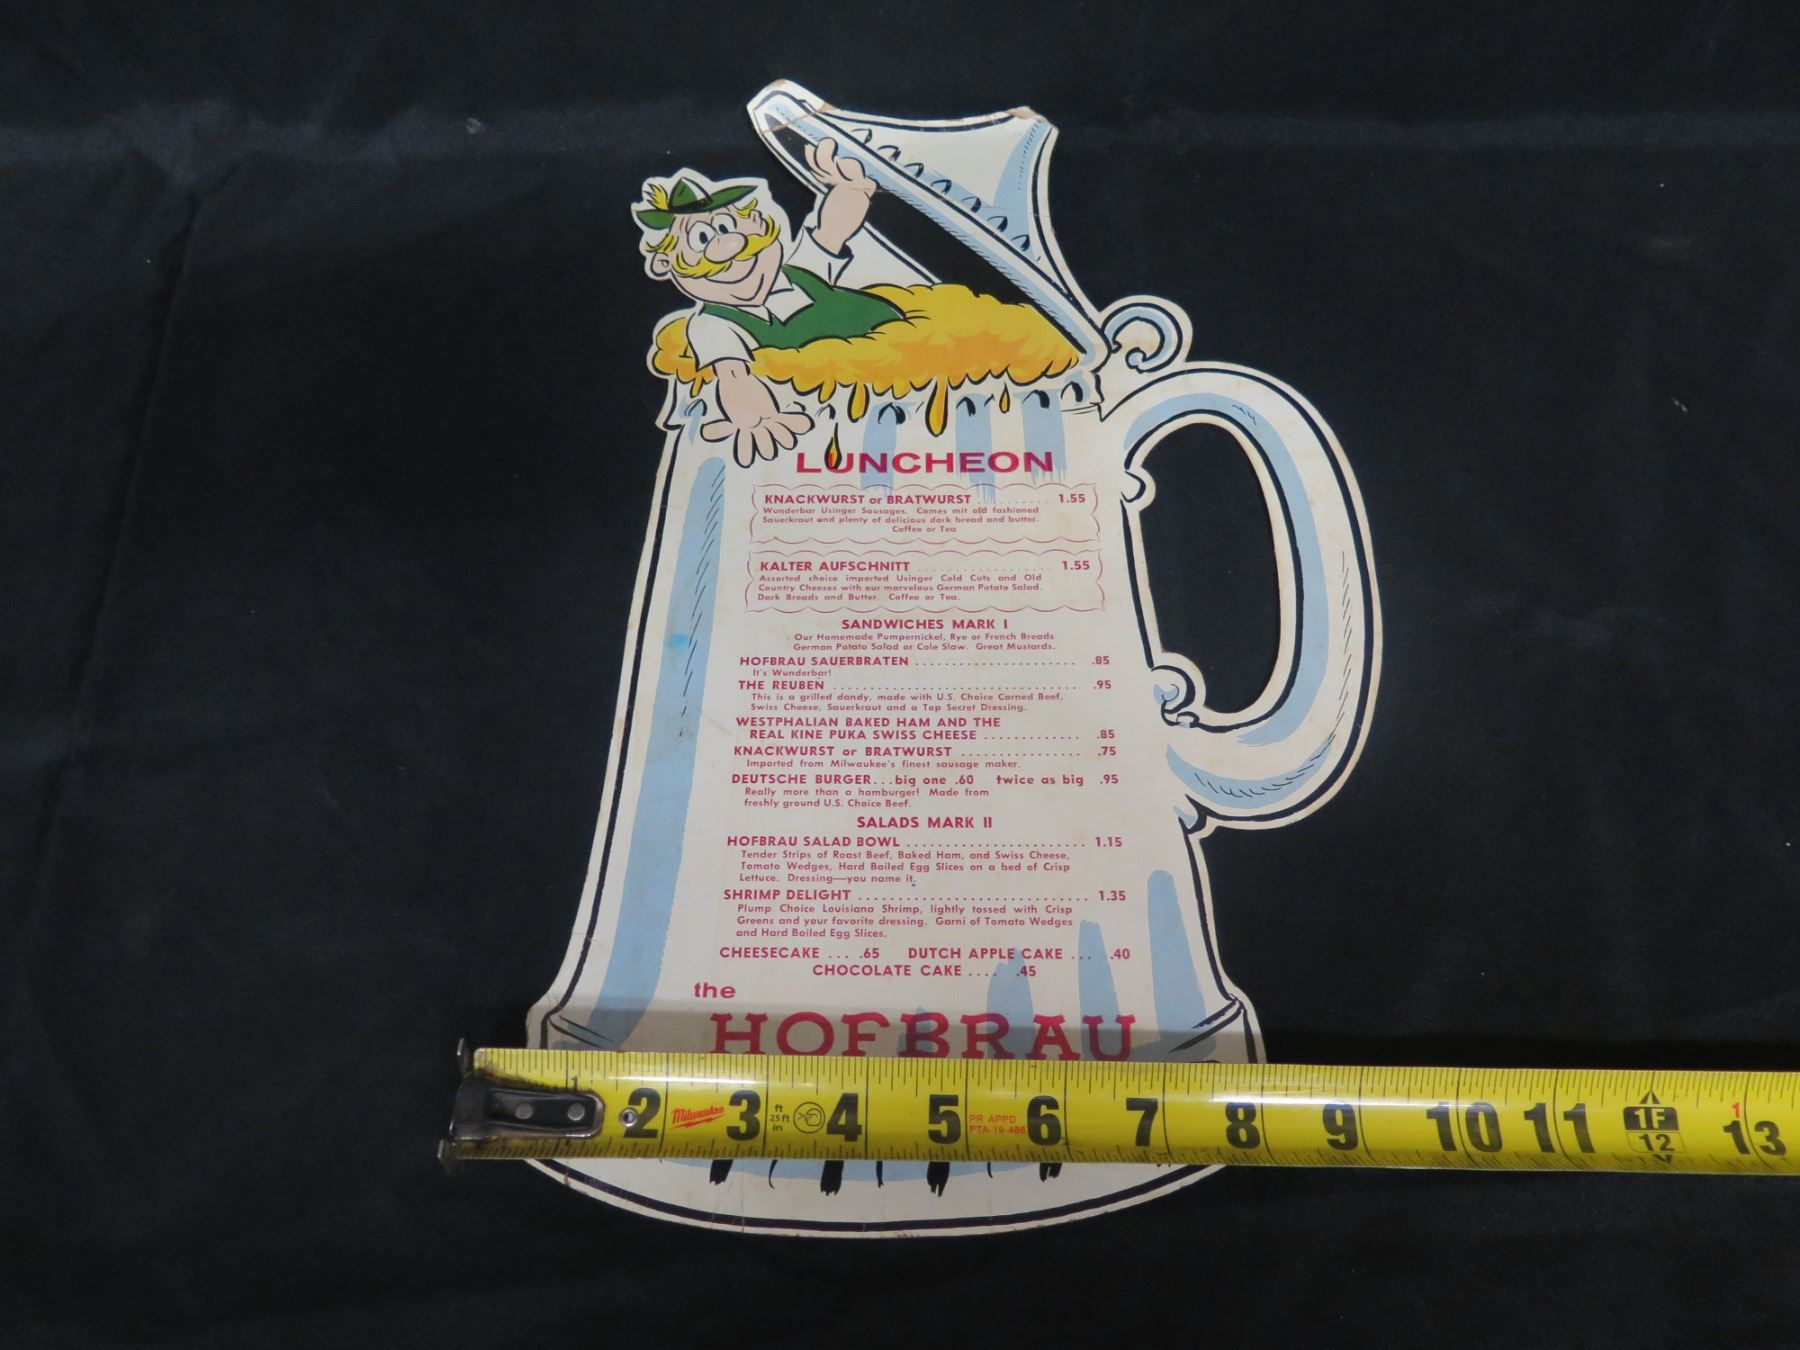 LUNCHEON
KNACKWURST or BRATWURST .......... 1.55
Wunderbar Usinger Sausages. Comes mit old fashioned
Sauerkraut and plenty of delicious dark bread and butter.
Coffee or Tea
KALTER AUFSCHNITT .................. 1.55
Assorted choice imported Usinger Cold Cuts and Old
Country Cheeses with our marvelous German Potato Salad.
Dark Breads and Butter. Coffee or Tea.
SANDWICHES MARK I
Our Homemade Pumpernickel, Rye or French Breads
German Potato Salad or Cole Slaw. Great Mustards.
HOFBRAU SAUERBRATEN ...................... .85
It's Wunderbar!
THE REUBEN ................................. .95
This is a grilled dandy, made with U.S. Choice Corned Beef,
Swiss Cheese, Sauerkraut and a Top Secret Dressing.
WESTPHALIAN BAKED HAM AND THE
REAL KINE PUKA SWISS CHEESE ............. .85
KNACKWURST or BRATWURST ................ .75
Imported from Milwaukee's finest sausage maker.
DEUTSCHE BURGER...big one .60 twice as big .95
Really more than a hamburger! Made from
freshly ground U.S. Choice Beef.
SALADS MARK II
HOFBRAU SALAD BOWL ........................ 1.15
Tender Strips of Roast Beef, Baked Ham, and Swiss Cheese,
Tomato Wedges, Hard Boiled Egg Slices on a bed of Crisp
Lettuce. Dressing—you name it.
SHRIMP DELIGHT .............................. 1.35
Plump Choice Louisiana Shrimp, lightly tossed with Crisp
Greens and your favorite dressing. Garni of Tomato Wedges
and Hard Boiled Egg Slices.
CHEESECAKE ... .65 DUTCH APPLE CAKE ... .40
CHOCOLATE CAKE .... .45
the
HOFBRAU
1 2 Milwaukee 3 ft 25ft in 4 5 PR APPD PTA 19-486 6 7 8 9 10 11 1F 12 1 13